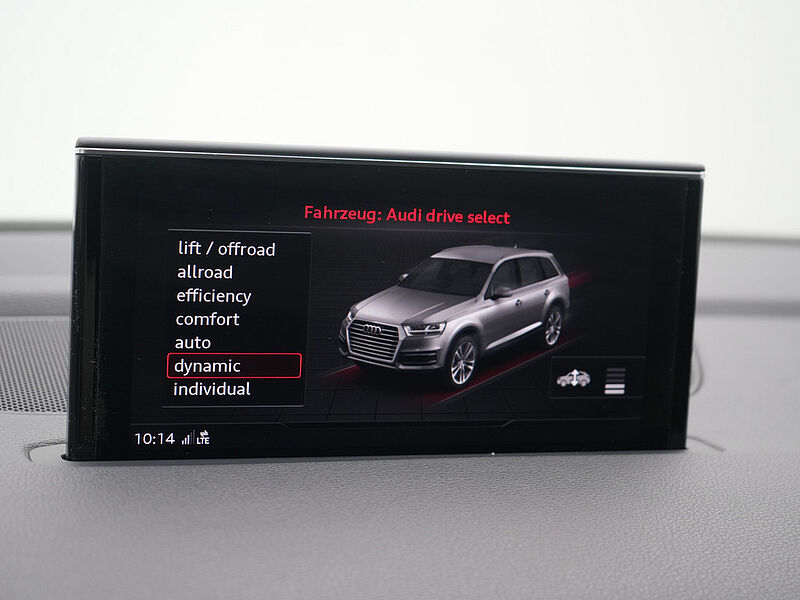 Fahrzeug: Audi drive select
lift / offroad
allroad
efficiency
comfort
auto
dynamic
individual
10:14 LTE